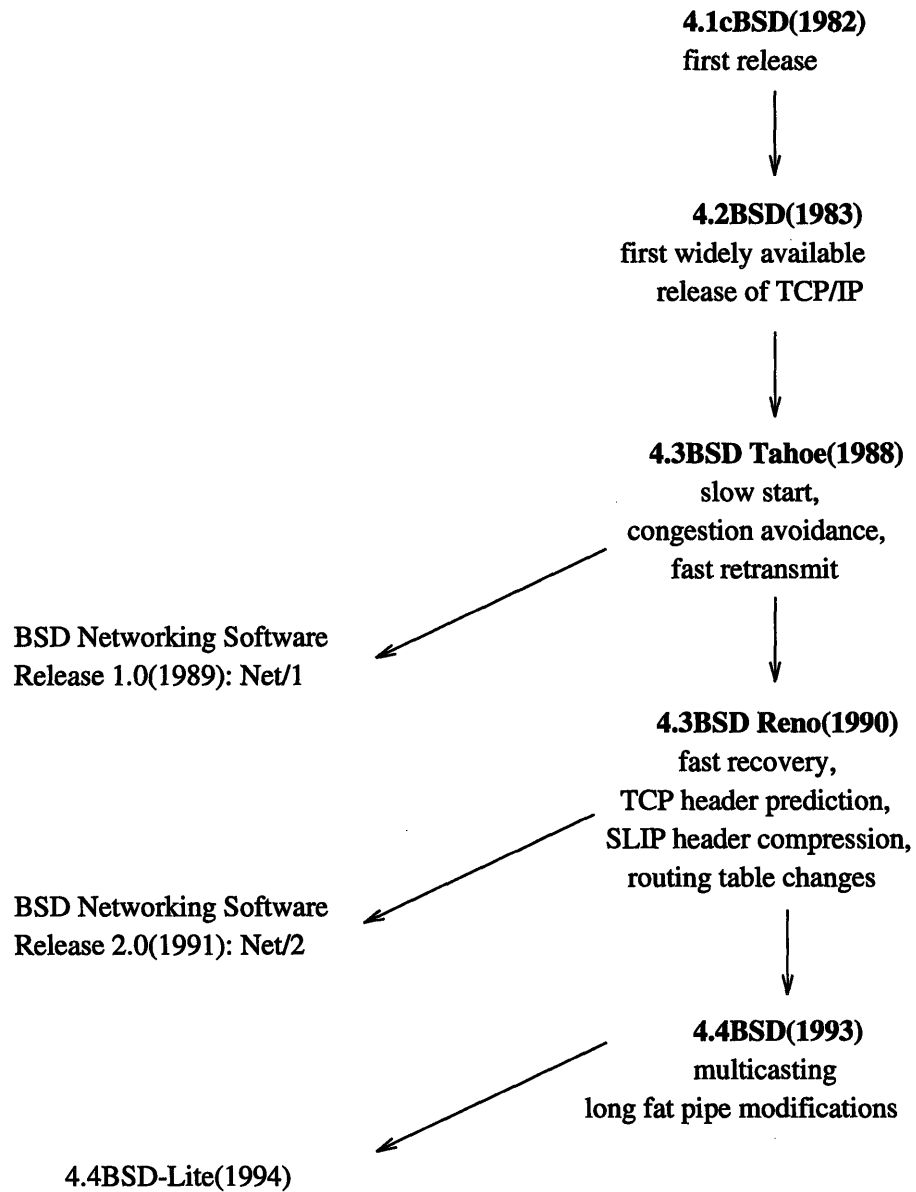 4.1cBSD(1982)
first release
4.2BSD(1983)
first widely available
release of TCP/IP
4.3BSD Tahoe(1988)
slow start,
congestion avoidance,
fast retransmit
BSD Networking Software
Release 1.0(1989): Net/1
4.3BSD Reno(1990)
fast recovery,
TCP header prediction,
SLIP header compression,
routing table changes
BSD Networking Software
Release 2.0(1991): Net/2
4.4BSD(1993)
multicasting
long fat pipe modifications
4.4BSD-Lite(1994)